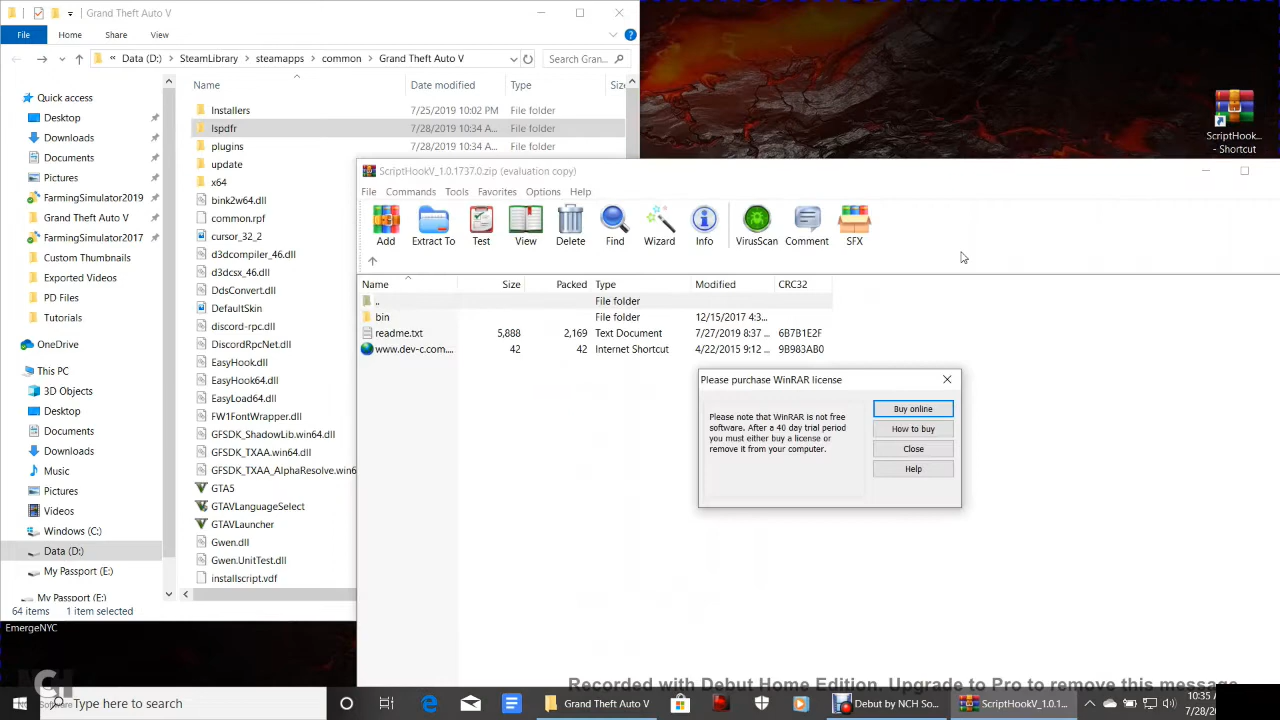 Grand Theft Auto V
File Home Share View
« Data (D:) SteamLibrary steamapps common Grand Theft Auto V Search Gran...
Name Date modified Type Size
Quick access
Desktop
Downloads
Documents
Pictures
FarmingSimulator2019
Grand Theft Auto V
FarmingSimulator2017
Custom Thumbnails
Exported Videos
PD Files
Tutorials
OneDrive
This PC
3D Objects
Desktop
Documents
Downloads
Music
Pictures
Videos
Windows (C:)
Data (D:)
My Passport (E:)
My Passport (E:)
Installers 7/25/2019 10:02 PM File folder
lspdfr 7/28/2019 10:34 A... File folder
plugins 7/28/2019 10:34 A... File folder
update
x64
bink2w64.dll
common.rpf
cursor_32_2
d3dcompiler_46.dll
d3dcsx_46.dll
DdsConvert.dll
DefaultSkin
discord-rpc.dll
DiscordRpcNet.dll
EasyHook.dll
EasyHook64.dll
EasyLoad64.dll
FW1FontWrapper.dll
GFSDK_ShadowLib.win64.dll
GFSDK_TXAA.win64.dll
GFSDK_TXAA_AlphaResolve.win6
GTA5
GTAVLanguageSelect
GTAVLauncher
Gwen.dll
Gwen.UnitTest.dll
installscript.vdf
64 items 1 item selected
EmergeNYC
ScriptHook...
- Shortcut
ScriptHookV_1.0.1737.0.zip (evaluation copy)
File Commands Tools Favorites Options Help
Add Extract To Test View Delete Find Wizard Info VirusScan Comment SFX
Name Size Packed Type Modified CRC32
.. File folder
bin File folder 12/15/2017 4:3...
readme.txt 5,888 2,169 Text Document 7/27/2019 8:37 ... 6B7B1E2F
www.dev-c.com.... 42 42 Internet Shortcut 4/22/2015 9:12 ... 9B983AB0
Please purchase WinRAR license
Please note that WinRAR is not free
software. After a 40 day trial period
you must either buy a license or
remove it from your computer.
Buy online
How to buy
Close
Help
Recorded with Debut Home Edition. Upgrade to Pro to remove this message.
NCH
Software
Type here to search
Grand Theft Auto V
Debut by NCH So...
ScriptHookV_1.0.1...
10:35
7/28/2